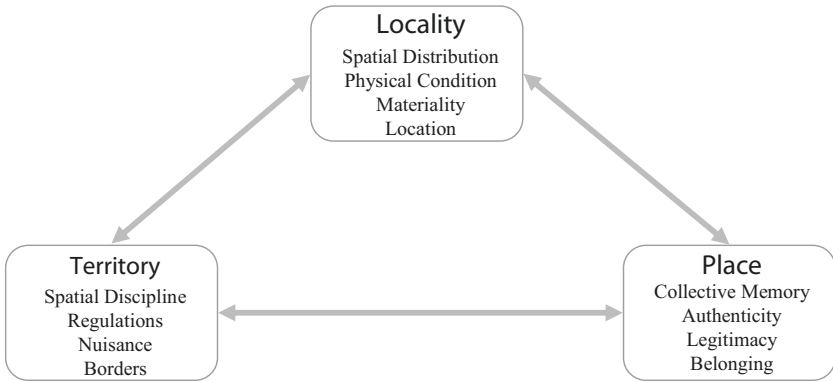 Locality
Spatial Distribution
Physical Condition
Materiality
Location
Territory
Spatial Discipline
Regulations
Nuisance
Borders
Place
Collective Memory
Authenticity
Legitimacy
Belonging